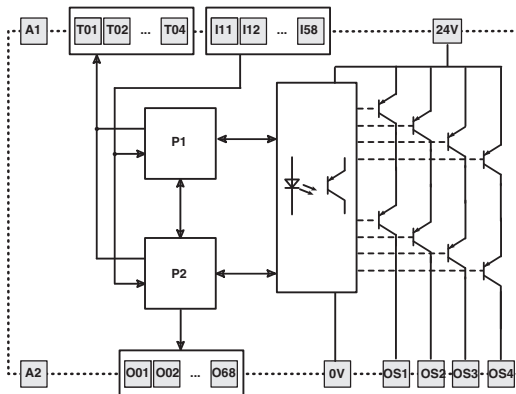 A1 T01 T02 ... T04 I11 I12 ... I58 24V
P1
P2
A2 O01 O02 ... O68 0V OS1 OS2 OS3 OS4